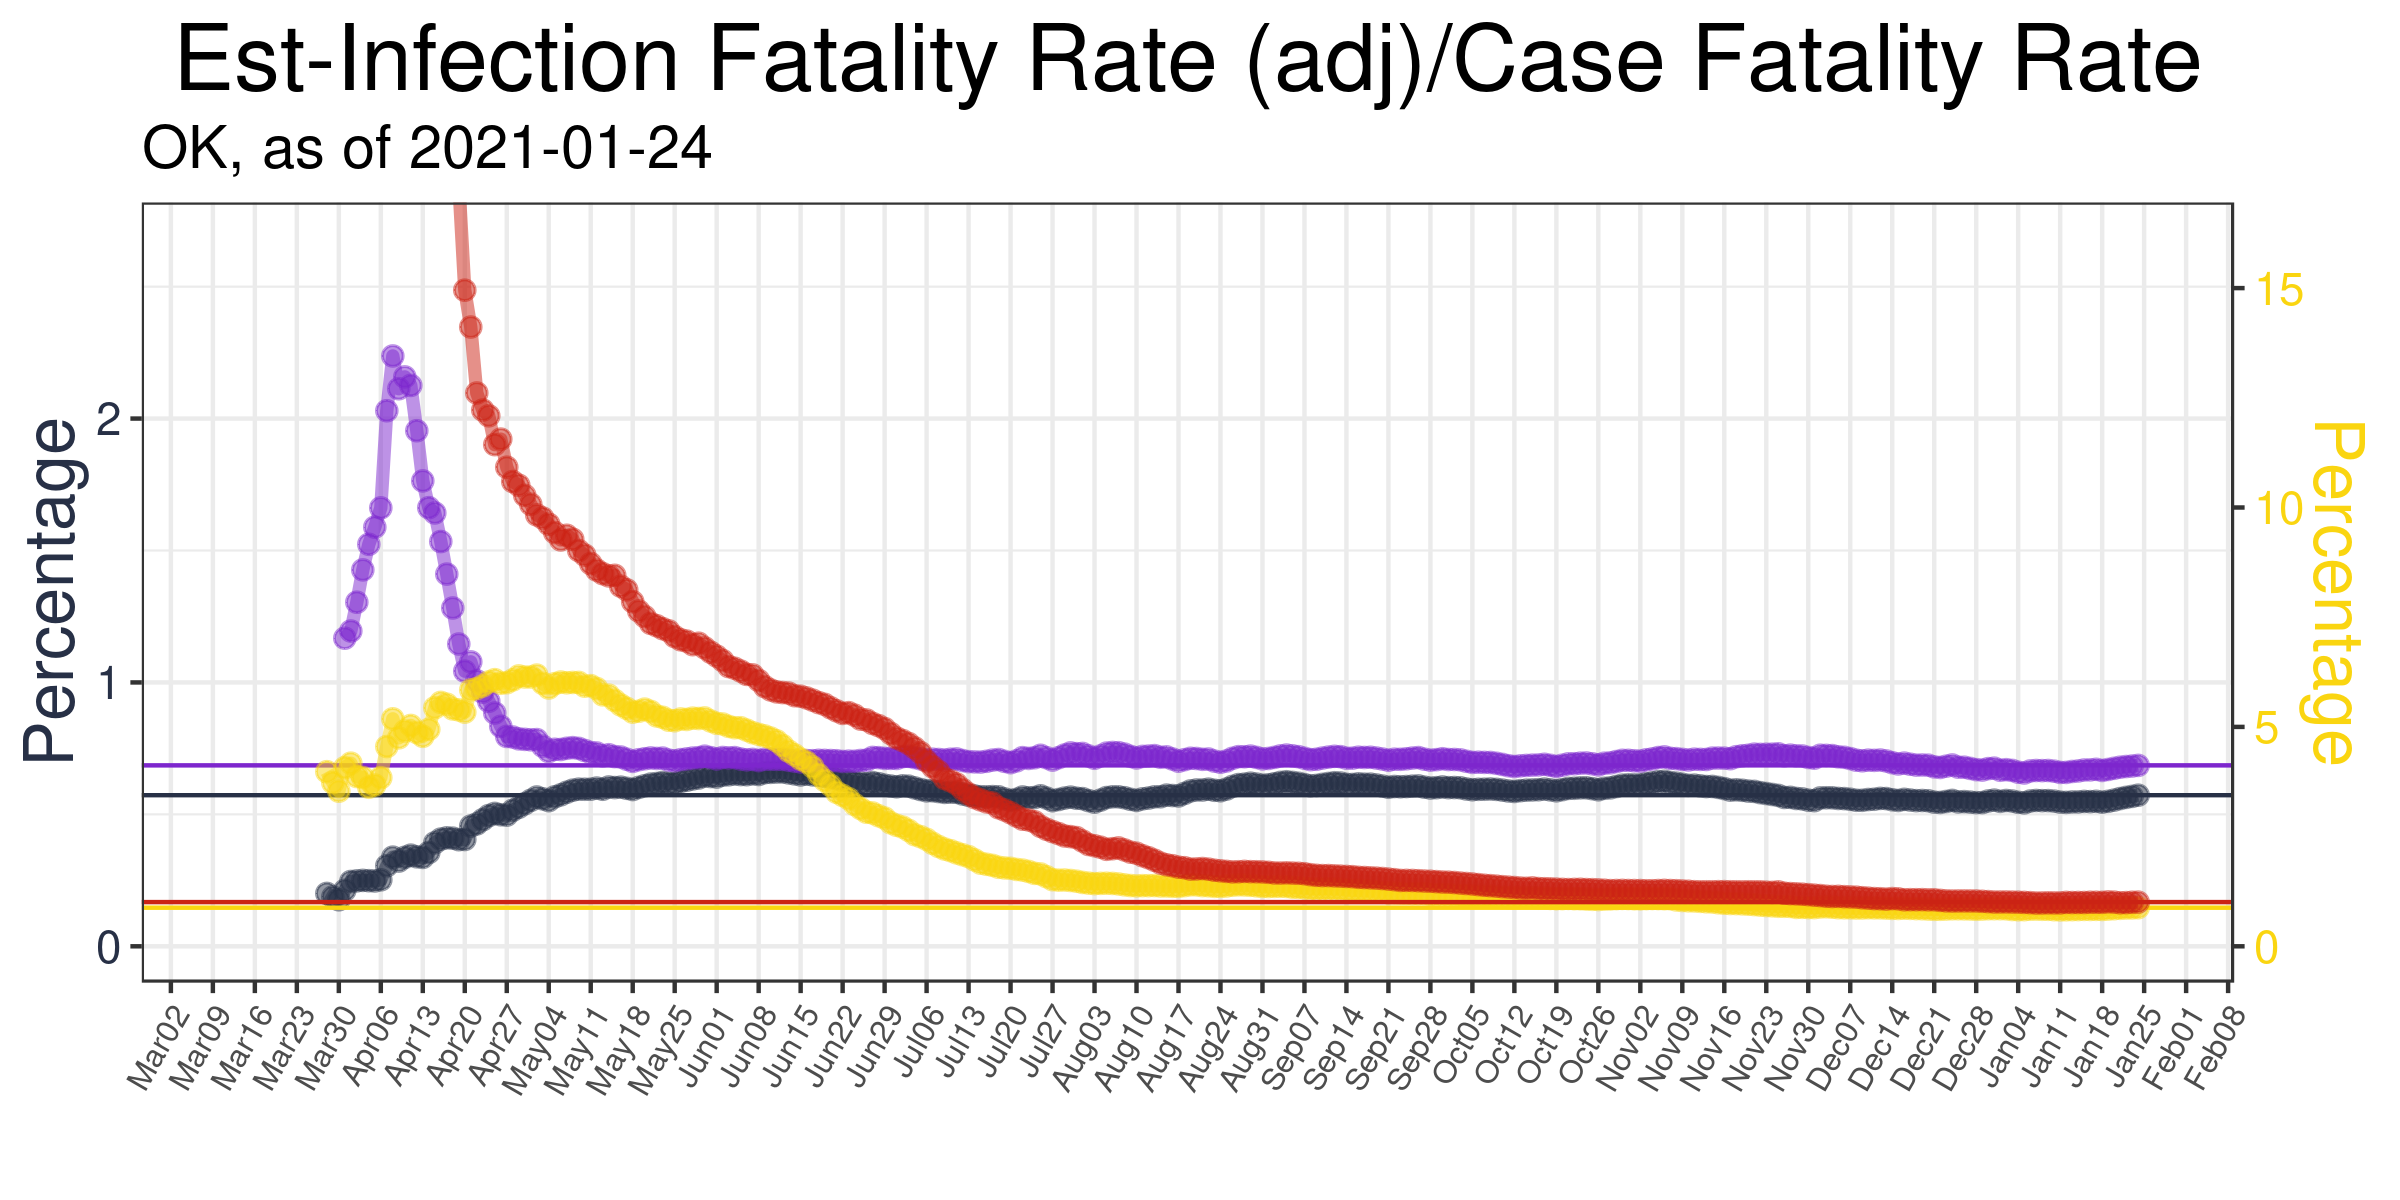 Est-Infection Fatality Rate (adj)/Case Fatality Rate
OK, as of 2021-01-24
Percentage
2
1
0
15
10
5
0
Percentage
Mar02 Mar09 Mar16 Mar23 Mar30 Apr06 Apr13 Apr20 Apr27 May04 May11 May18 May25 Jun01 Jun08 Jun15 Jun22 Jun29 Jul06 Jul13 Jul20 Jul27 Aug03 Aug10 Aug17 Aug24 Aug31 Sep07 Sep14 Sep21 Sep28 Oct05 Oct12 Oct19 Oct26 Nov02 Nov09 Nov16 Nov23 Nov30 Dec07 Dec14 Dec21 Dec28 Jan04 Jan11 Jan18 Jan25 Feb01 Feb08